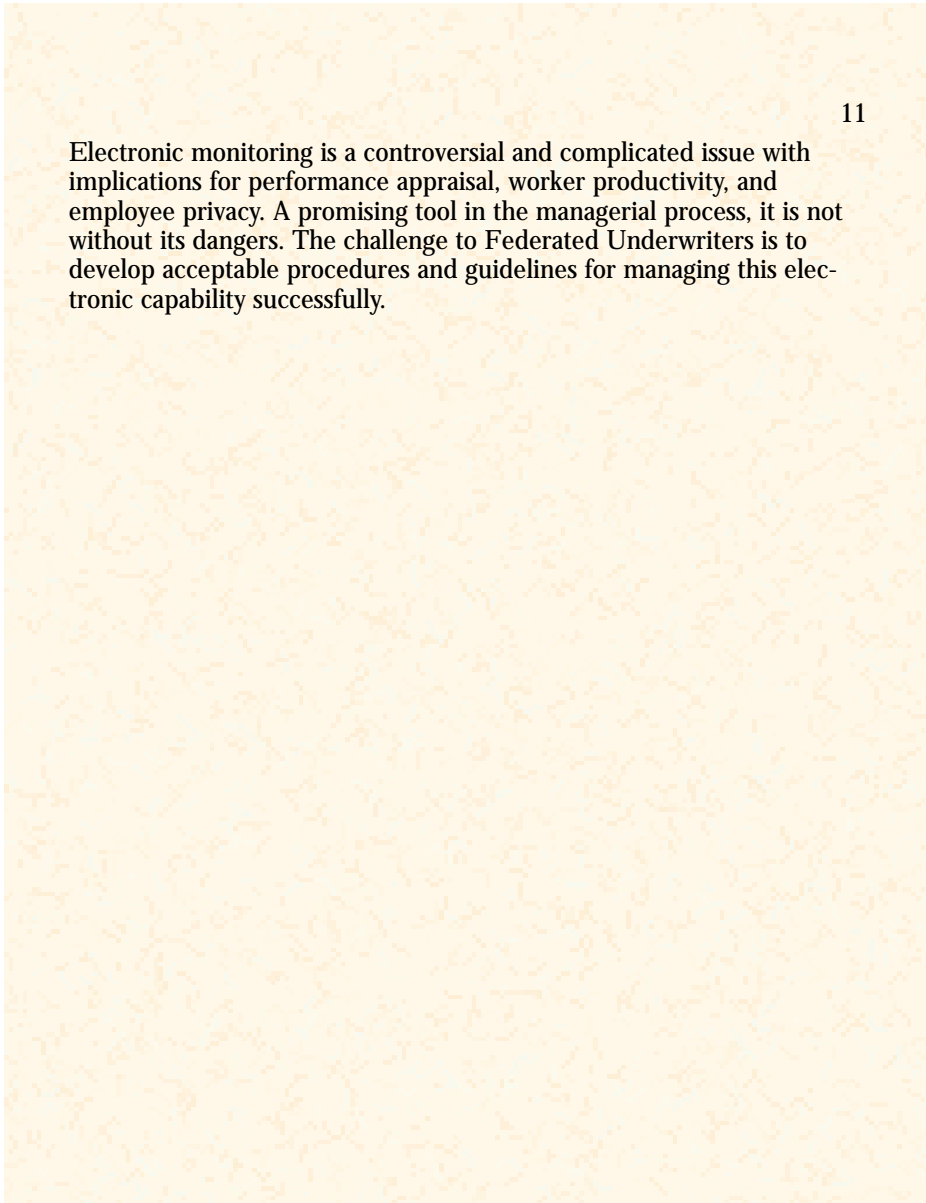 11
Electronic monitoring is a controversial and complicated issue with
implications for performance appraisal, worker productivity, and
employee privacy. A promising tool in the managerial process, it is not
without its dangers. The challenge to Federated Underwriters is to
develop acceptable procedures and guidelines for managing this elec-
tronic capability successfully.